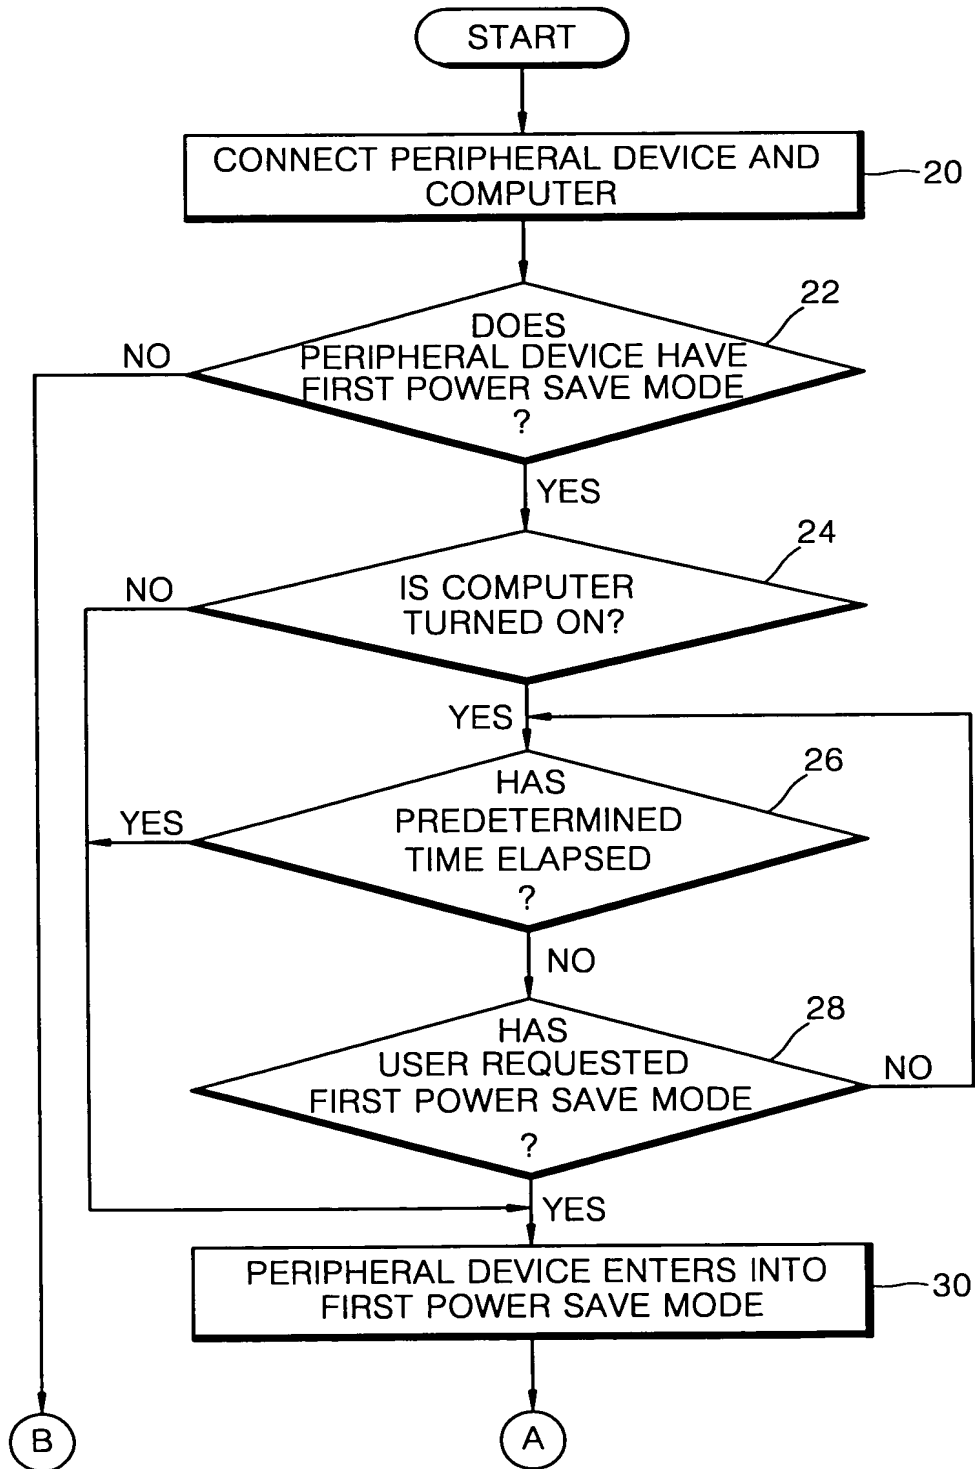 START
CONNECT PERIPHERAL DEVICE AND
COMPUTER
20
22
DOES
PERIPHERAL DEVICE HAVE
FIRST POWER SAVE MODE
?
NO
YES
24
IS COMPUTER
TURNED ON?
NO
YES
26
HAS
PREDETERMINED
TIME ELAPSED
?
YES
NO
28
HAS
USER REQUESTED
FIRST POWER SAVE MODE
?
NO
YES
PERIPHERAL DEVICE ENTERS INTO
FIRST POWER SAVE MODE
30
B
A